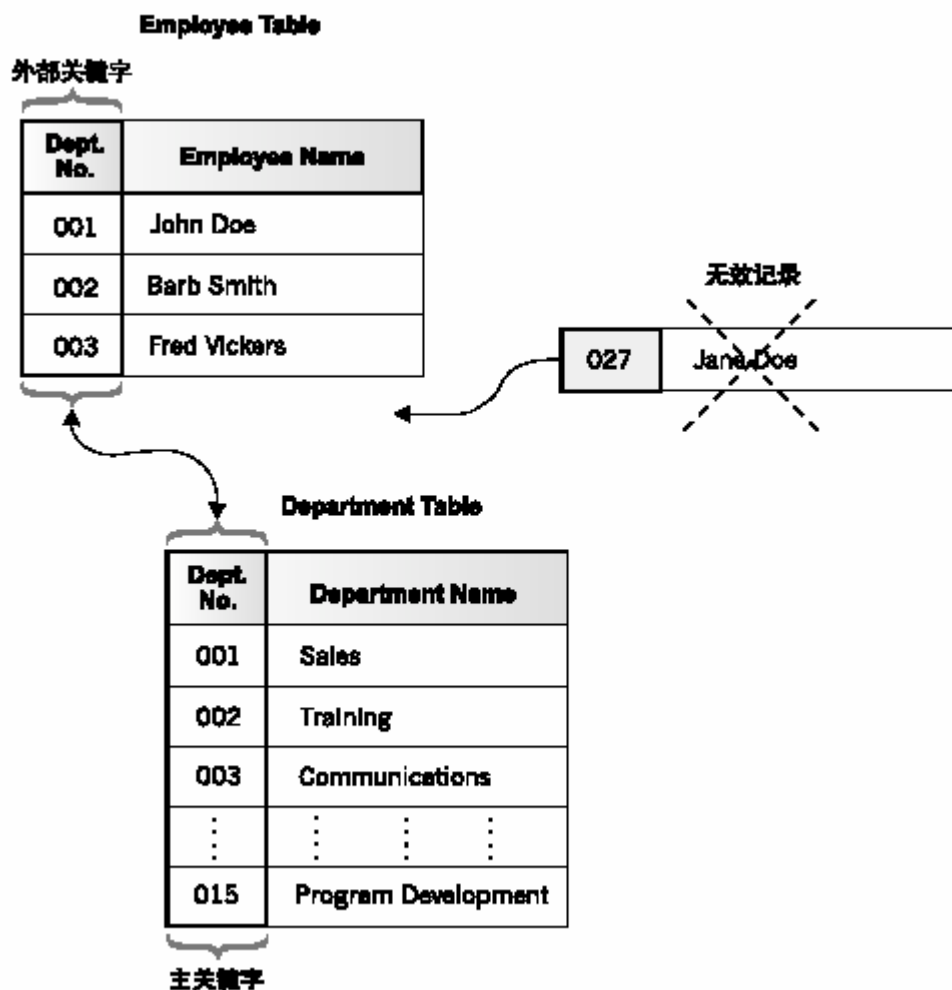 Employee Table
外部关键字
Dept. No. Employee Name
001 John Doe
002 Barb Smith
003 Fred Vickers
无效记录
027 Jane Doe
Department Table
Dept. No. Department Name
001 Sales
002 Training
003 Communications
015 Program Development
主关键字